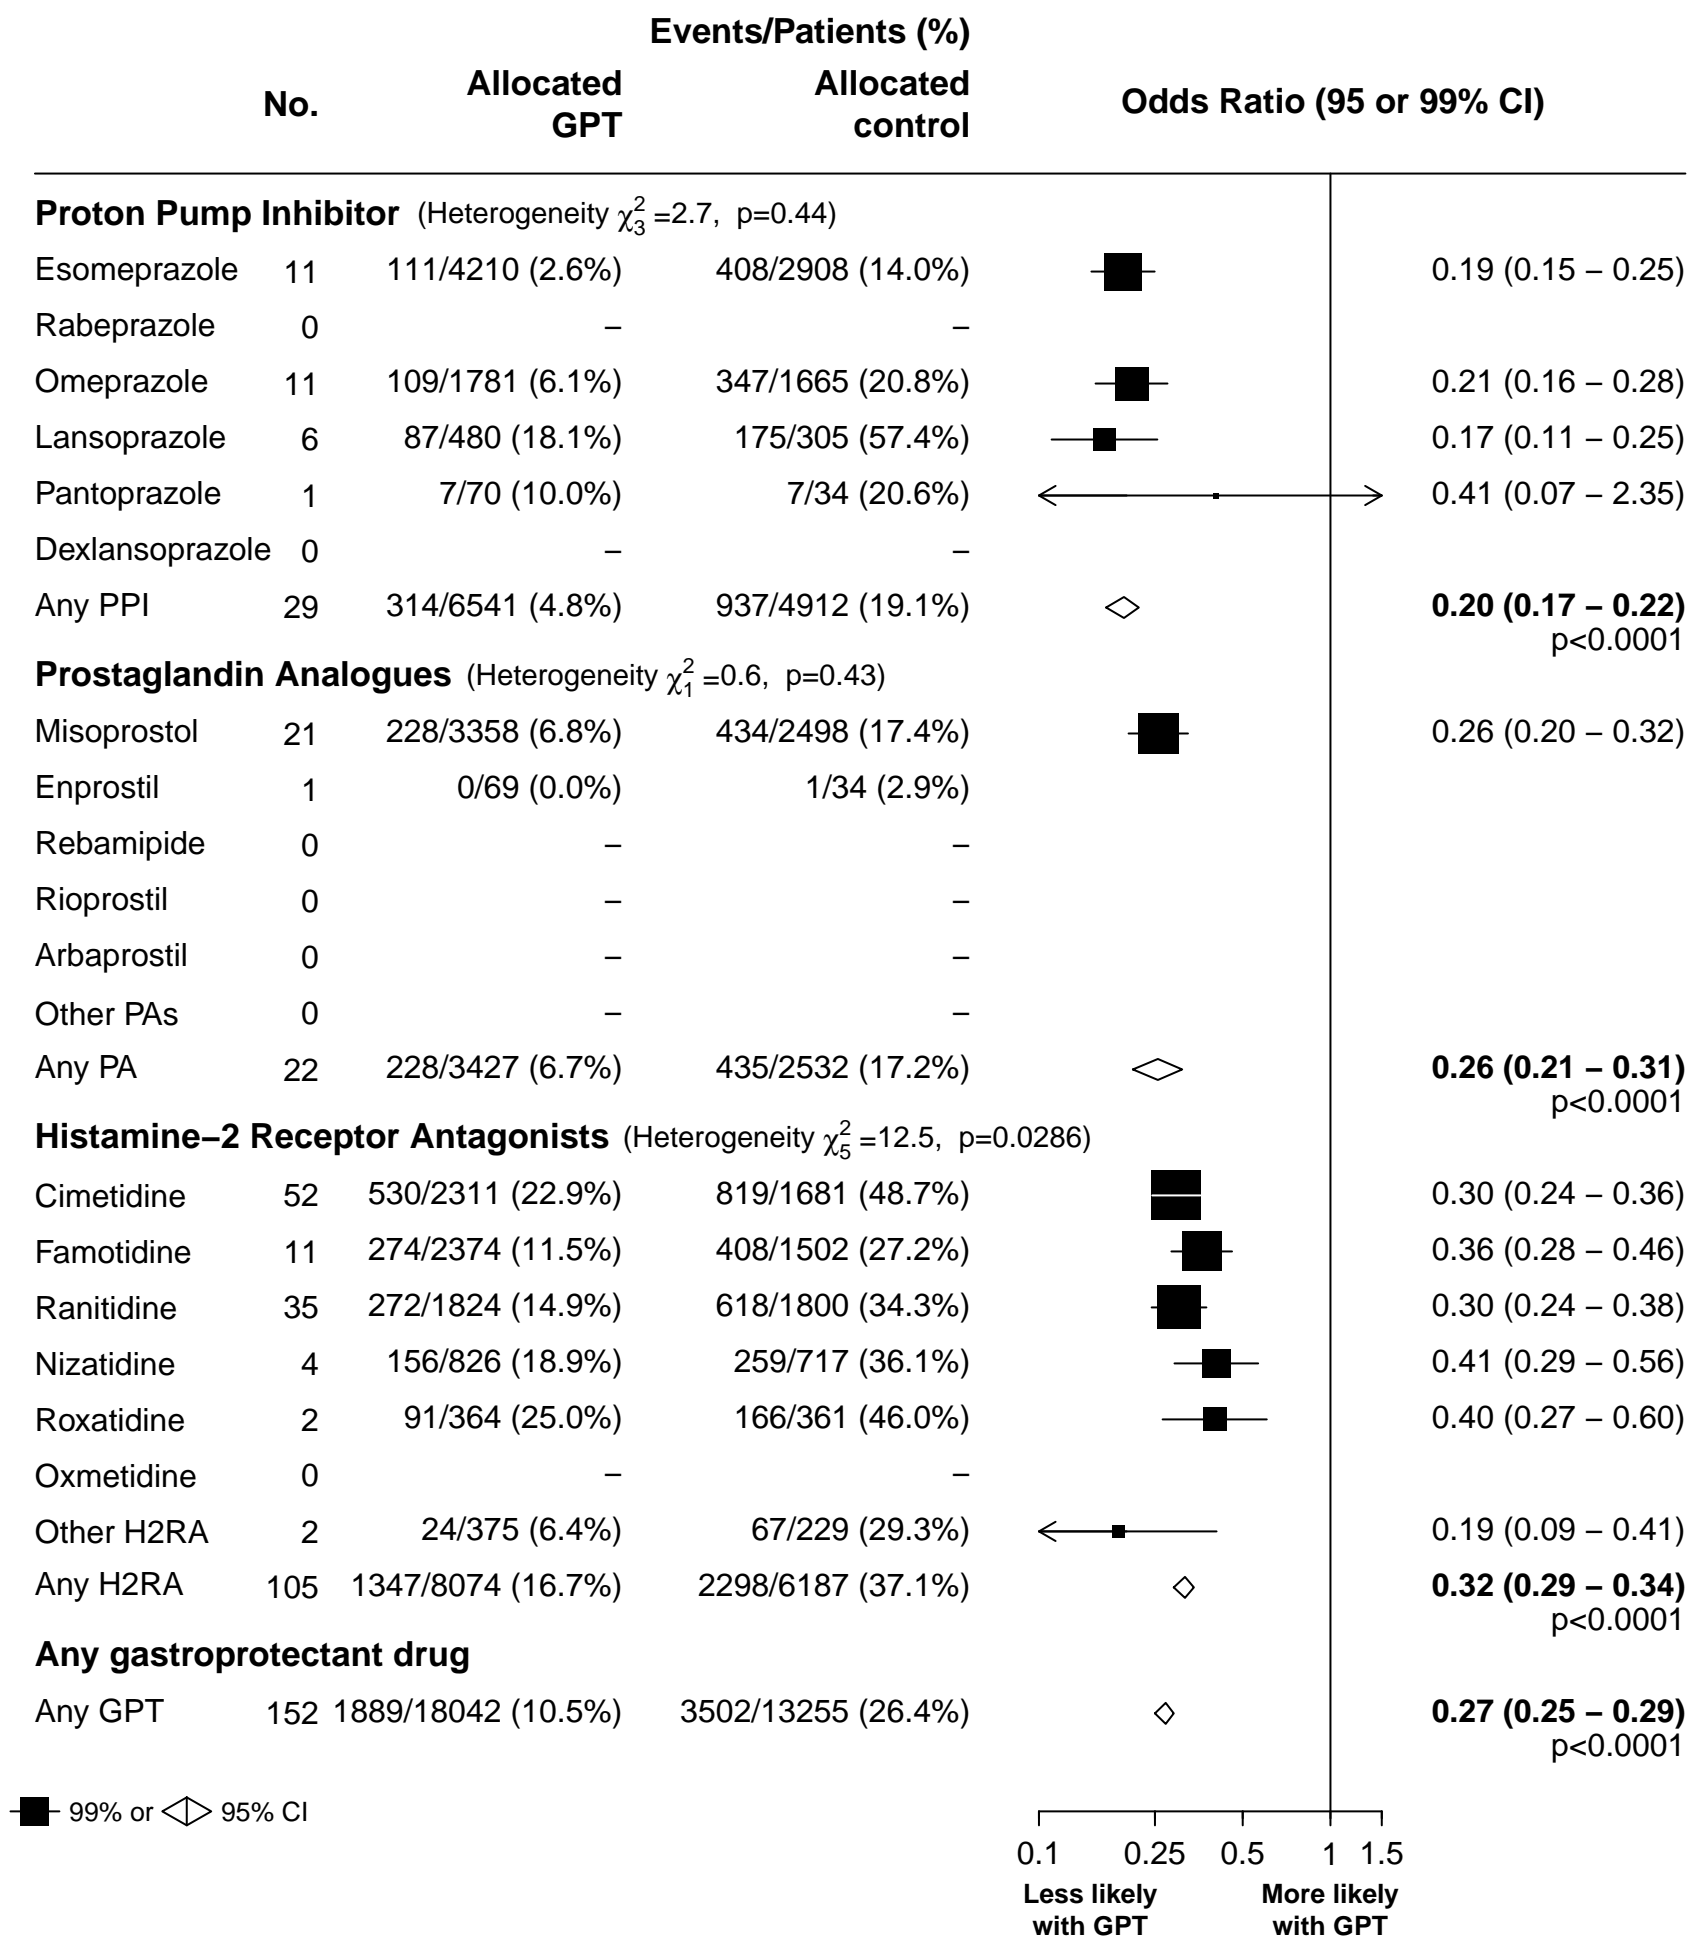 Events/Patients (%)
No. Allocated GPT Allocated control Odds Ratio (95 or 99% CI)
Proton Pump Inhibitor (Heterogeneity χ²₃ =2.7, p=0.44)
Esomeprazole 11 111/4210 (2.6%) 408/2908 (14.0%) 0.19 (0.15 – 0.25)
Rabeprazole 0 – –
Omeprazole 11 109/1781 (6.1%) 347/1665 (20.8%) 0.21 (0.16 – 0.28)
Lansoprazole 6 87/480 (18.1%) 175/305 (57.4%) 0.17 (0.11 – 0.25)
Pantoprazole 1 7/70 (10.0%) 7/34 (20.6%) 0.41 (0.07 – 2.35)
Dexlansoprazole 0 – –
Any PPI 29 314/6541 (4.8%) 937/4912 (19.1%) 0.20 (0.17 – 0.22)
p<0.0001
Prostaglandin Analogues (Heterogeneity χ²₁ =0.6, p=0.43)
Misoprostol 21 228/3358 (6.8%) 434/2498 (17.4%) 0.26 (0.20 – 0.32)
Enprostil 1 0/69 (0.0%) 1/34 (2.9%)
Rebamipide 0 – –
Rioprostil 0 – –
Arbaprostil 0 – –
Other PAs 0 – –
Any PA 22 228/3427 (6.7%) 435/2532 (17.2%) 0.26 (0.21 – 0.31)
p<0.0001
Histamine–2 Receptor Antagonists (Heterogeneity χ²₅ =12.5, p=0.0286)
Cimetidine 52 530/2311 (22.9%) 819/1681 (48.7%) 0.30 (0.24 – 0.36)
Famotidine 11 274/2374 (11.5%) 408/1502 (27.2%) 0.36 (0.28 – 0.46)
Ranitidine 35 272/1824 (14.9%) 618/1800 (34.3%) 0.30 (0.24 – 0.38)
Nizatidine 4 156/826 (18.9%) 259/717 (36.1%) 0.41 (0.29 – 0.56)
Roxatidine 2 91/364 (25.0%) 166/361 (46.0%) 0.40 (0.27 – 0.60)
Oxmetidine 0 – –
Other H2RA 2 24/375 (6.4%) 67/229 (29.3%) 0.19 (0.09 – 0.41)
Any H2RA 105 1347/8074 (16.7%) 2298/6187 (37.1%) 0.32 (0.29 – 0.34)
p<0.0001
Any gastroprotectant drug
Any GPT 152 1889/18042 (10.5%) 3502/13255 (26.4%) 0.27 (0.25 – 0.29)
p<0.0001
99% or 95% CI
0.1 0.25 0.5 1 1.5
Less likely with GPT More likely with GPT